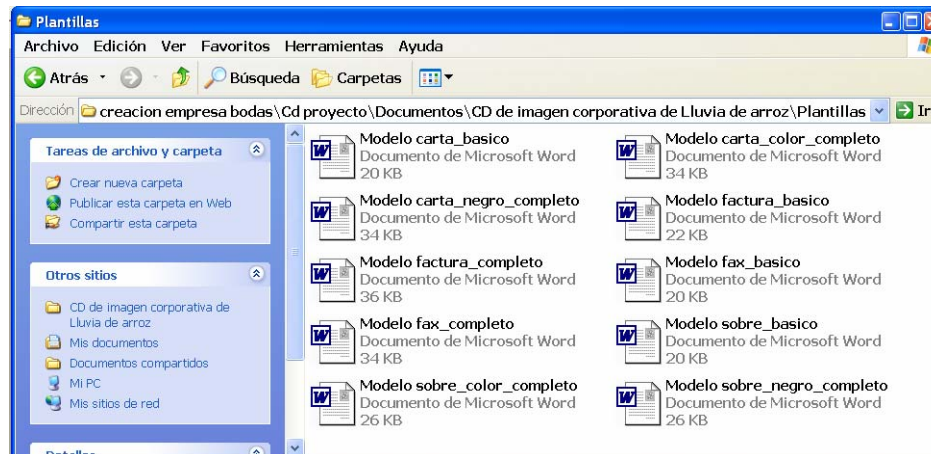 Plantillas
Archivo Edición Ver Favoritos Herramientas Ayuda
Atrás Búsqueda Carpetas
Dirección creacion empresa bodas\Cd proyecto\Documentos\CD de imagen corporativa de Lluvia de arroz\Plantillas Ir
Tareas de archivo y carpeta
Crear nueva carpeta
Publicar esta carpeta en Web
Compartir esta carpeta
Otros sitios
CD de imagen corporativa de
Lluvia de arroz
Mis documentos
Documentos compartidos
Mi PC
Mis sitios de red
Detalles
Modelo carta_basico
Documento de Microsoft Word
20 KB
Modelo carta_color_completo
Documento de Microsoft Word
34 KB
Modelo carta_negro_completo
Documento de Microsoft Word
34 KB
Modelo factura_basico
Documento de Microsoft Word
22 KB
Modelo factura_completo
Documento de Microsoft Word
36 KB
Modelo fax_basico
Documento de Microsoft Word
20 KB
Modelo fax_completo
Documento de Microsoft Word
34 KB
Modelo sobre_basico
Documento de Microsoft Word
20 KB
Modelo sobre_color_completo
Documento de Microsoft Word
26 KB
Modelo sobre_negro_completo
Documento de Microsoft Word
26 KB